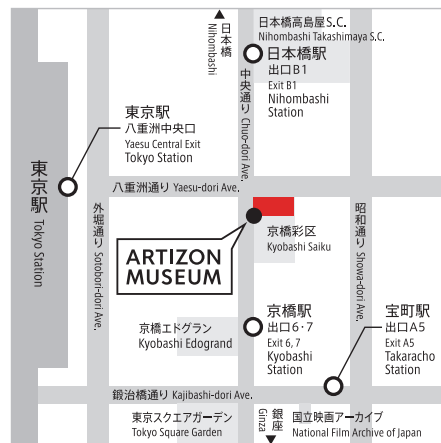 日本橋
Nihombashi
日本橋高島屋S.C.
Nihombashi Takashimaya S.C.
日本橋駅
出口B1
Exit B1
Nihombashi
Station
中央通り Chuo-dori Ave.
東京駅
八重洲中央口
Yaesu Central Exit
Tokyo Station
東京駅 Tokyo Station
八重洲通り Yaesu-dori Ave.
外堀通り Sotobori-dori Ave.
昭和通り Showa-dori Ave.
京橋彩区
Kyobashi Saiku
ARTIZON
MUSEUM
京橋エドグラン
Kyobashi Edogrand
京橋駅
出口6・7
Exit 6, 7
Kyobashi
Station
宝町駅
出口A5
Exit A5
Takaracho
Station
鍛冶橋通り Kajibashi-dori Ave.
東京スクエアガーデン
Tokyo Square Garden
銀座
Ginza
国立映画アーカイブ
National Film Archive of Japan